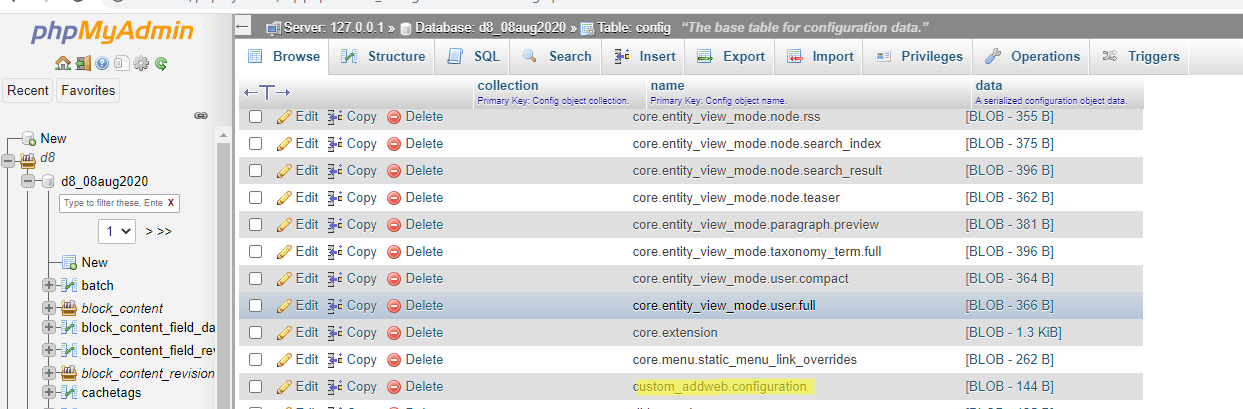 phpMyAdmin
Recent Favorites
New
d8
d8_08aug2020
Type to filter these, Ente X
1 > >>
New
batch
block_content
block_content_field_da
block_content_field_rev
block_content_revision
cachetags
Server: 127.0.0.1 » Database: d8_08aug2020 » Table: config “The base table for configuration data.”
Browse Structure SQL Search Insert Export Import Privileges Operations Triggers
collection name data
Primary Key: Config object collection. Primary Key: Config object name. A serialized configuration object data.
Edit Copy Delete core.entity_view_mode.node.rss [BLOB - 355 B]
Edit Copy Delete core.entity_view_mode.node.search_index [BLOB - 375 B]
Edit Copy Delete core.entity_view_mode.node.search_result [BLOB - 396 B]
Edit Copy Delete core.entity_view_mode.node.teaser [BLOB - 362 B]
Edit Copy Delete core.entity_view_mode.paragraph.preview [BLOB - 381 B]
Edit Copy Delete core.entity_view_mode.taxonomy_term.full [BLOB - 396 B]
Edit Copy Delete core.entity_view_mode.user.compact [BLOB - 364 B]
Edit Copy Delete core.entity_view_mode.user.full [BLOB - 366 B]
Edit Copy Delete core.extension [BLOB - 1.3 KiB]
Edit Copy Delete core.menu.static_menu_link_overrides [BLOB - 262 B]
Edit Copy Delete custom_addweb.configuration [BLOB - 144 B]